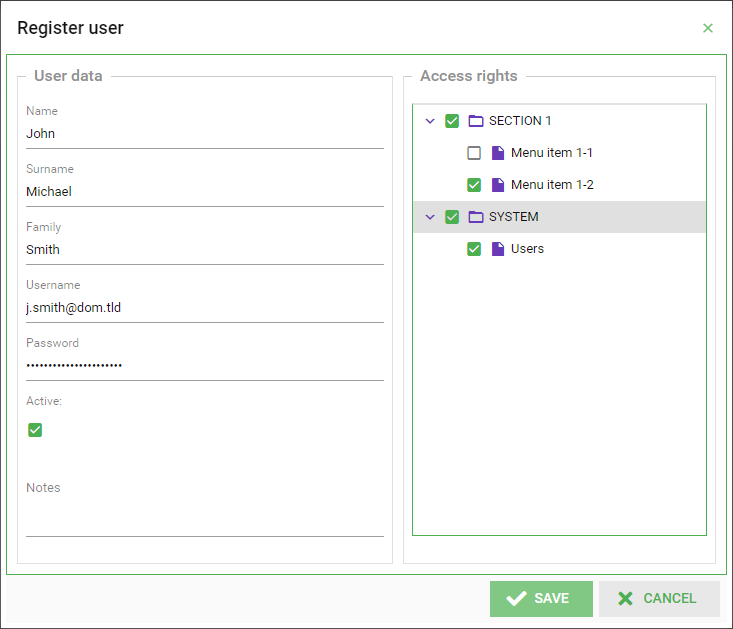 Register user
User data
Name
John
Surname
Michael
Family
Smith
Username
j.smith@dom.tld
Password
••••••••••••••••••••••
Active:
Notes
Access rights
SECTION 1
Menu item 1-1
Menu item 1-2
SYSTEM
Users
SAVE
CANCEL